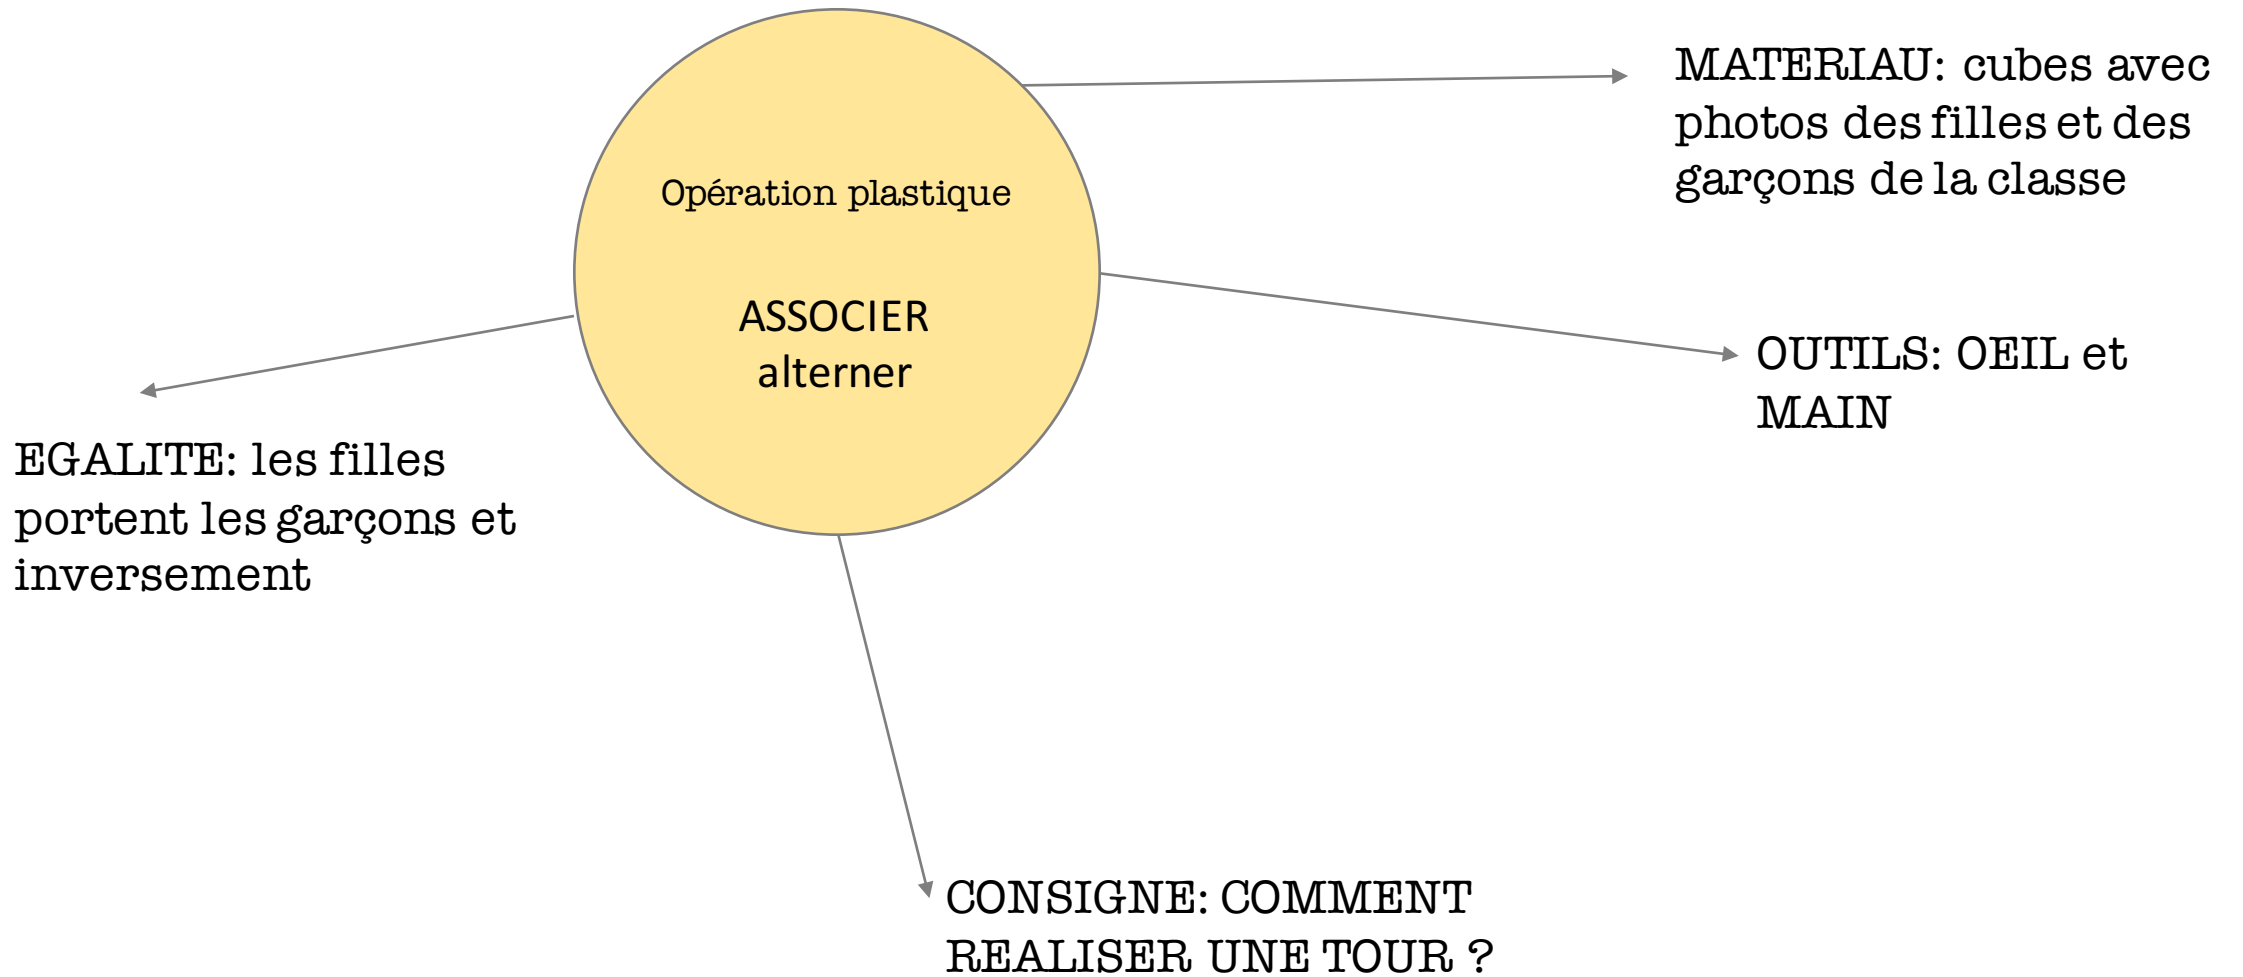 Opération plastique
ASSOCIER
alterner
MATERIAU: cubes avec
photos des filles et des
garçons de la classe
OUTILS: OEIL et
MAIN
EGALITE: les filles
portent les garçons et
inversement
CONSIGNE: COMMENT
REALISER UNE TOUR ?